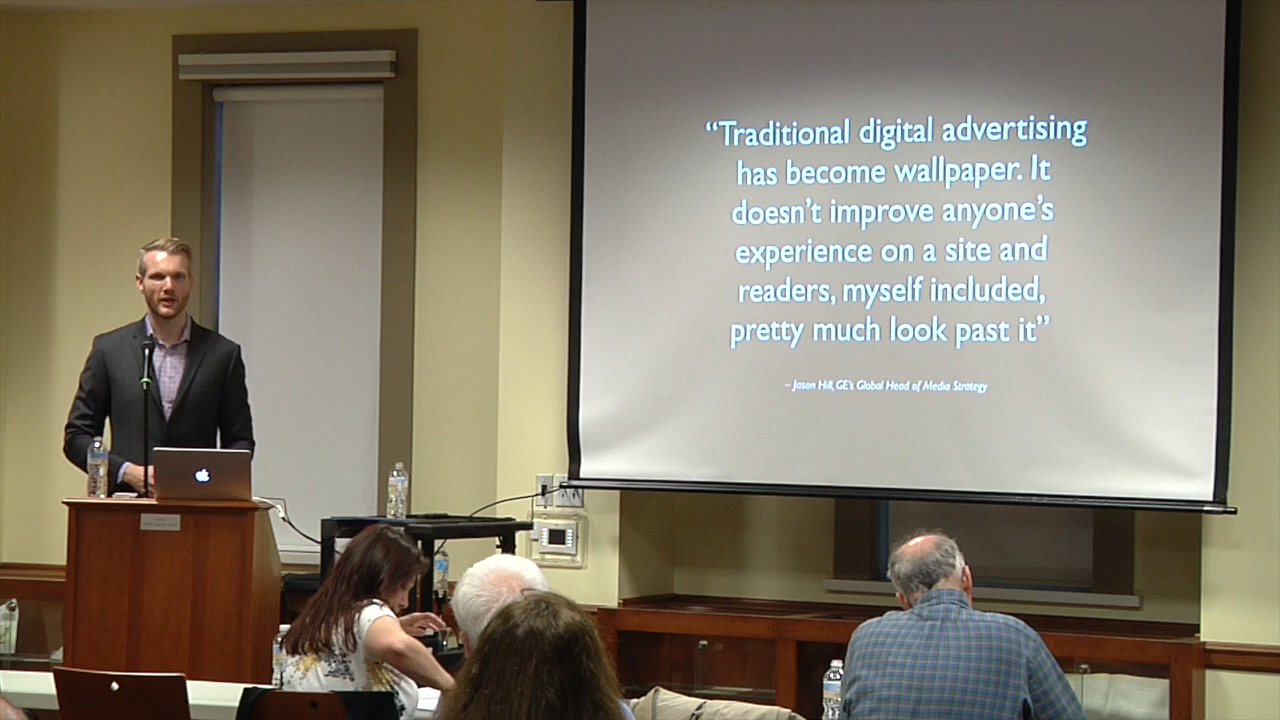 “Traditional digital advertising
has become wallpaper. It
doesn’t improve anyone’s
experience on a site and
readers, myself included,
pretty much look past it”
– Jason Hill, GE’s Global Head of Media Strategy